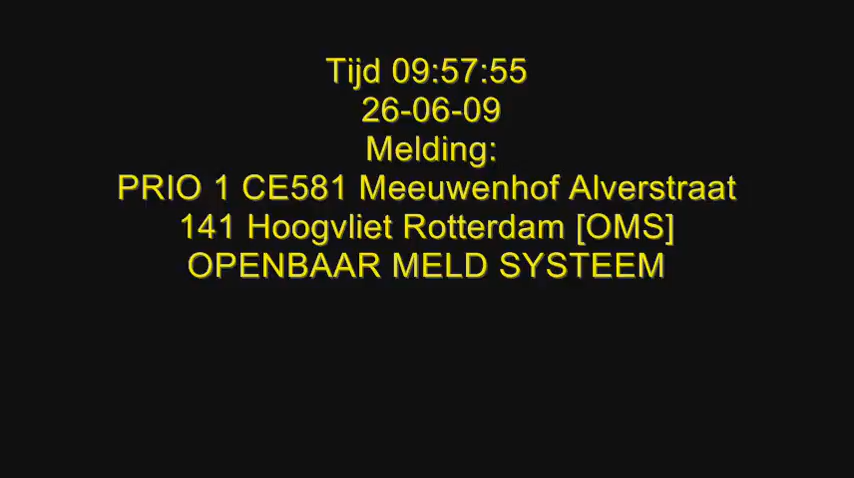 Tijd 09:57:55
26-06-09
Melding:
PRIO 1 CE581 Meeuwenhof Alverstraat
141 Hoogvliet Rotterdam [OMS]
OPENBAAR MELD SYSTEEM